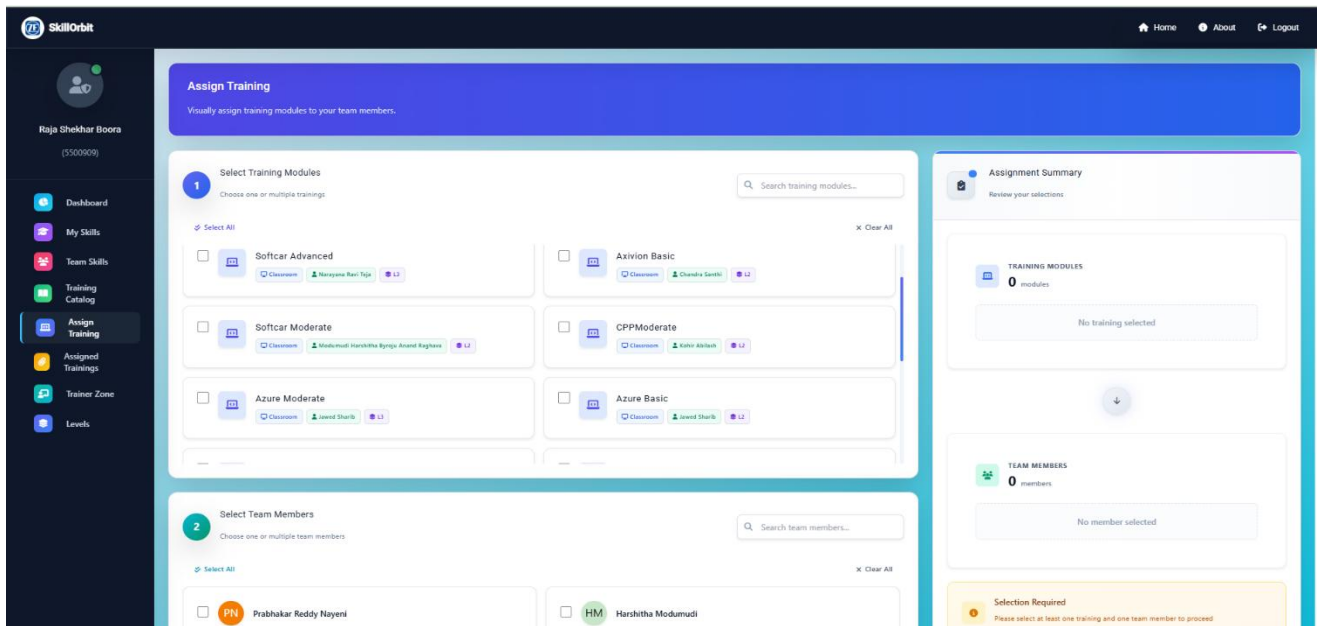 ZF SkillOrbit
Home About Logout
Raja Shekhar Boora
(5500909)
Dashboard
My Skills
Team Skills
Training
Catalog
Assign
Training
Assigned
Trainings
Trainer Zone
Levels
Assign Training
Visually assign training modules to your team members.
1
Select Training Modules
Choose one or multiple trainings
Search training modules...
Select All
Clear All
Softcar Advanced
Classroom Narayana Ravi Teja L3
Axivion Basic
Classroom Chandra Santhi L2
Softcar Moderate
Classroom Modumudi Harshitha Byroju Anand Raghava L2
CPPModerate
Classroom Abilash L2
Azure Moderate
Classroom Jawed Sharib L3
Azure Basic
Classroom Jawed Sharib L2
2
Select Team Members
Choose one or multiple team members
Search team members...
Select All
Clear All
PN Prabhakar Reddy Nayeni
HM Harshitha Modumudi
Assignment Summary
Review your selections
TRAINING MODULES
0 modules
No training selected
TEAM MEMBERS
0 members
No member selected
Selection Required
Please select at least one training and one team member to proceed